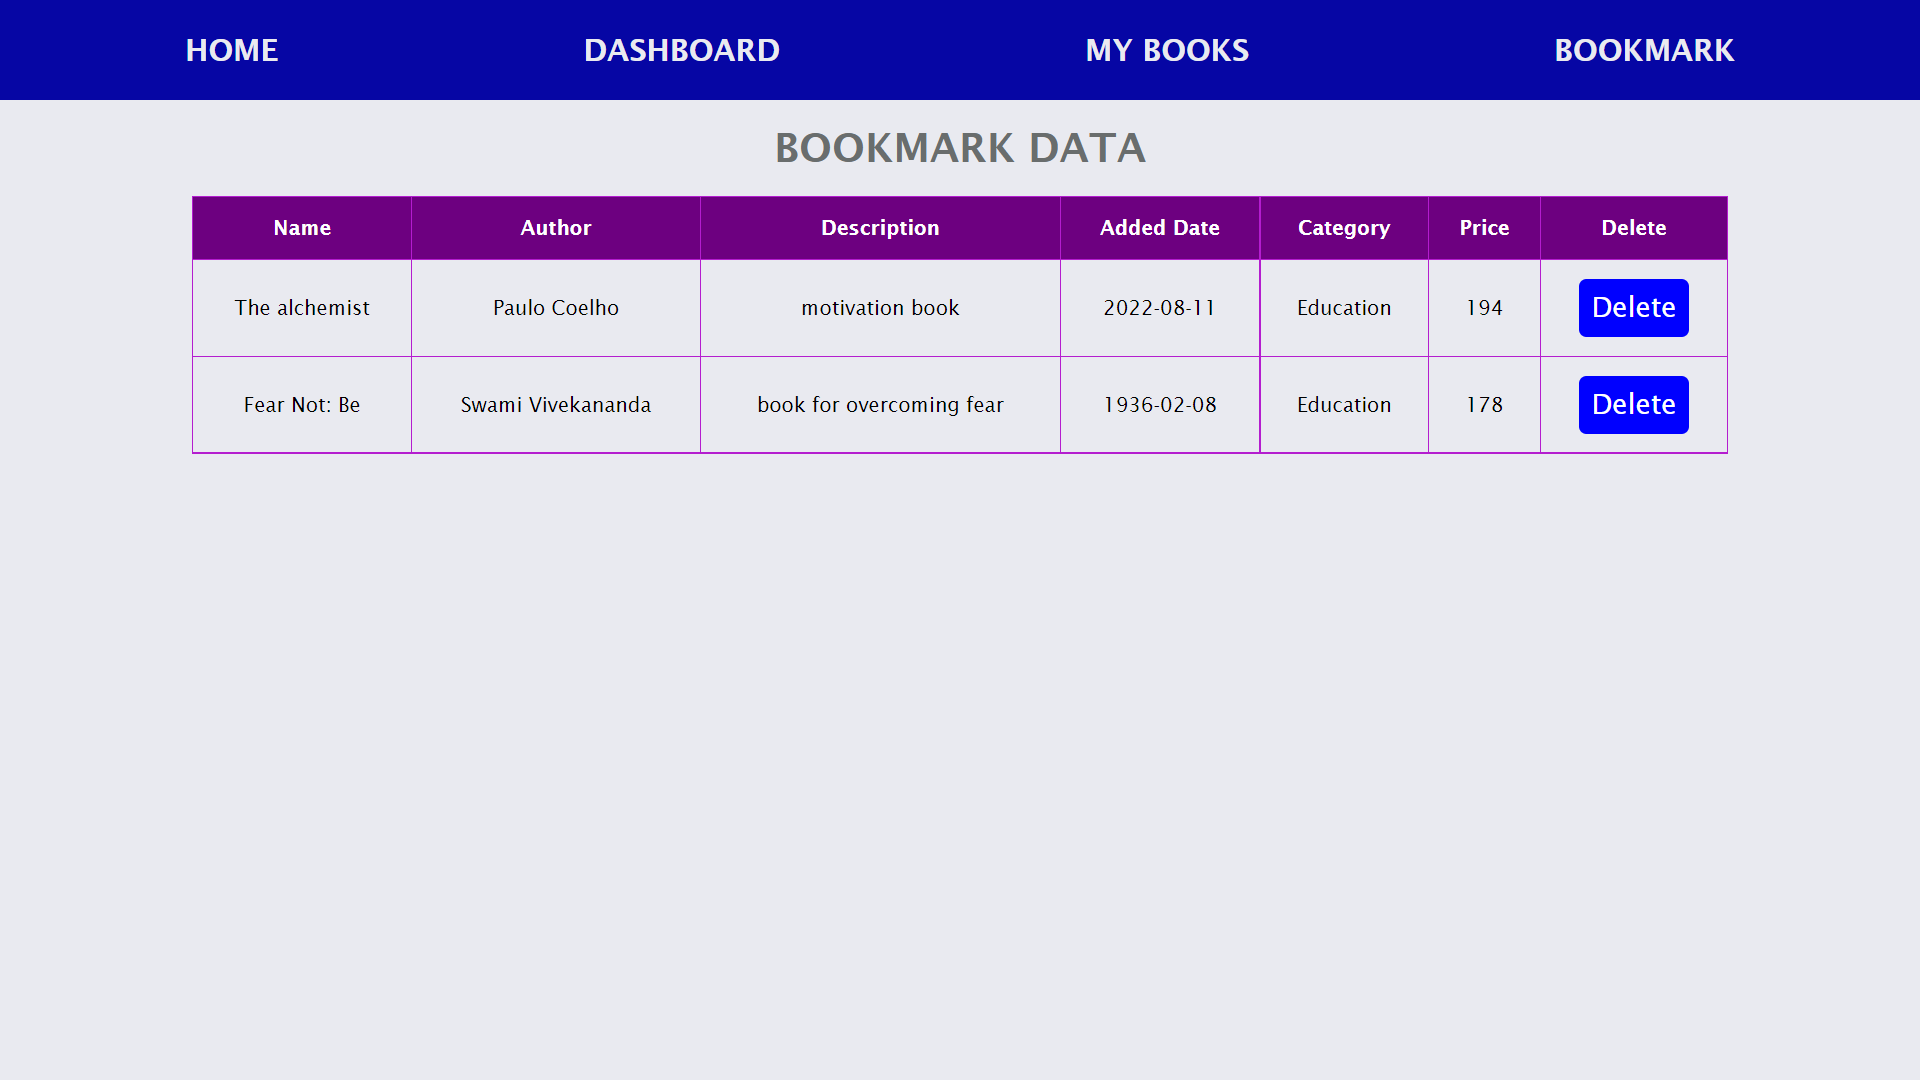 HOME DASHBOARD MY BOOKS BOOKMARK
BOOKMARK DATA
Name Author Description Added Date Category Price Delete
The alchemist Paulo Coelho motivation book 2022-08-11 Education 194 Delete
Fear Not: Be Swami Vivekananda book for overcoming fear 1936-02-08 Education 178 Delete